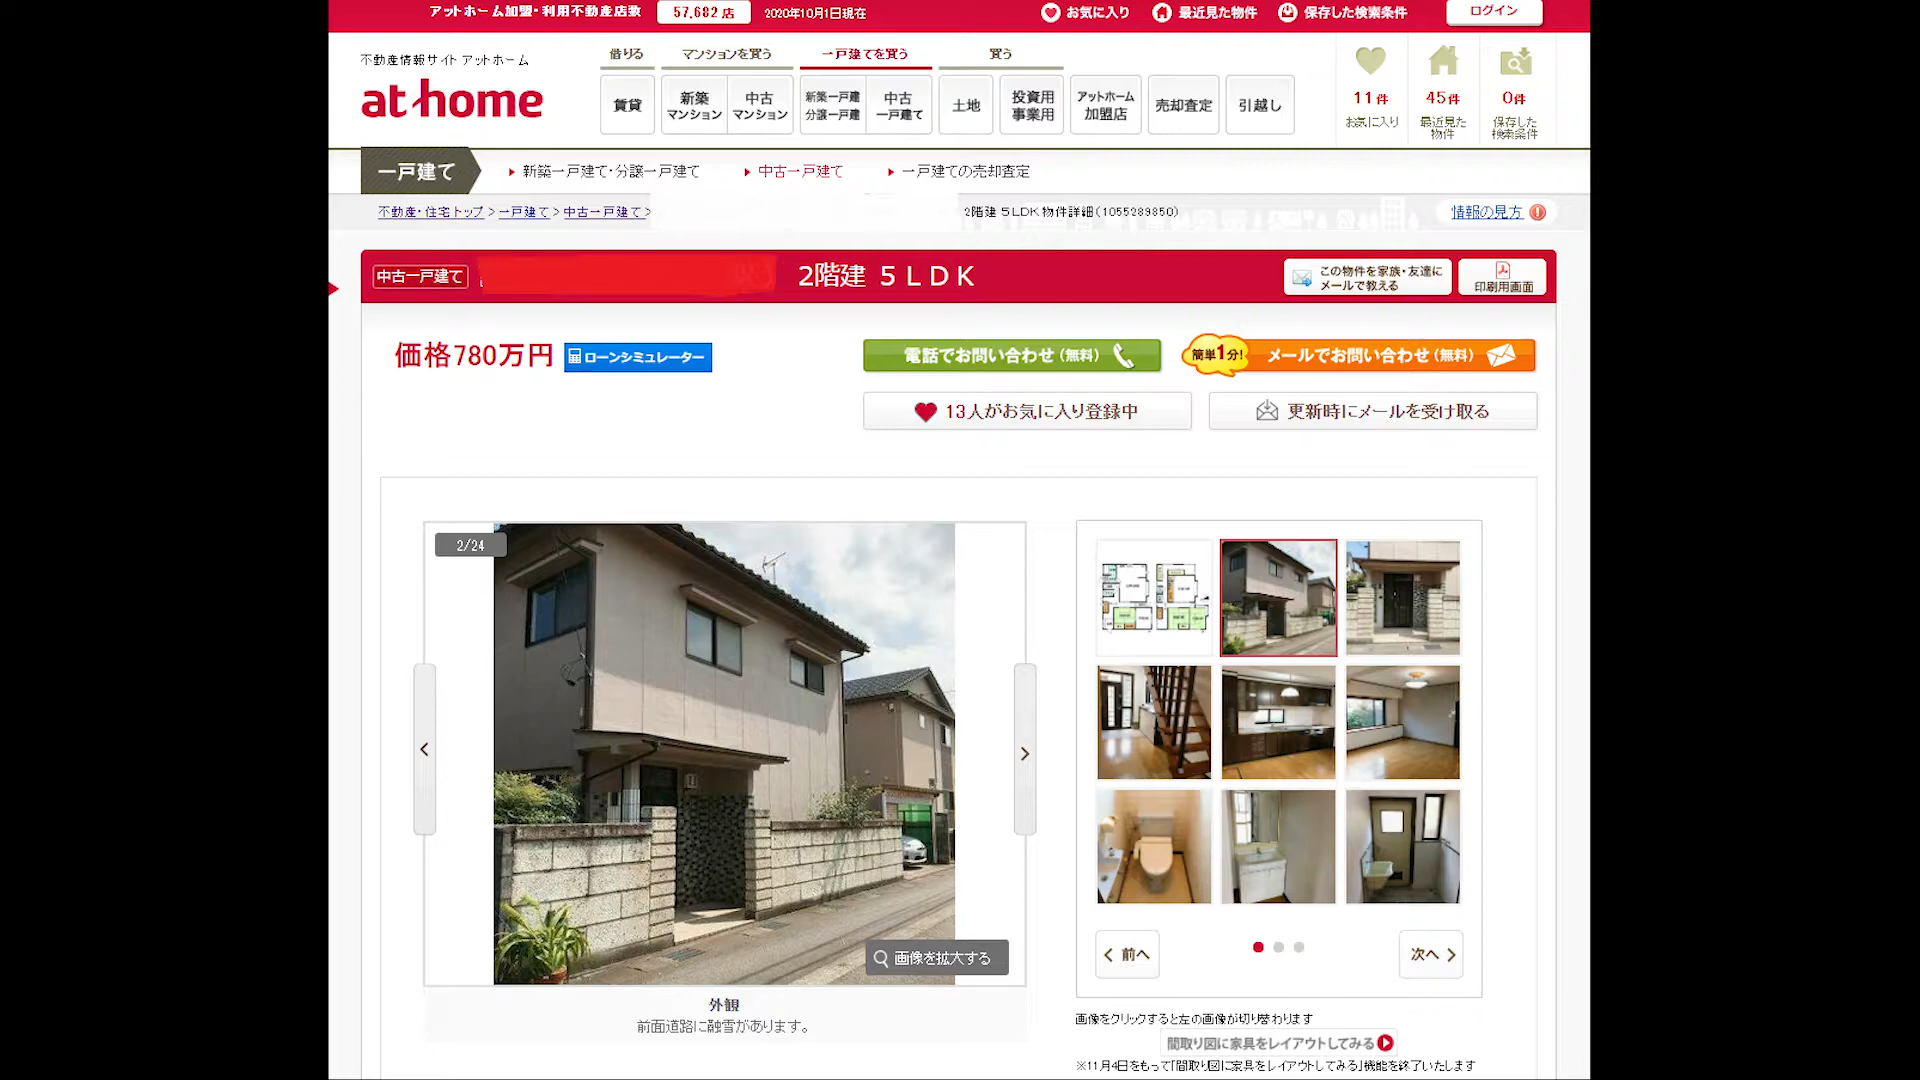 アットホーム加盟・利用不動産店数 57,682 店 2020年10月1日現在
お気に入り 最近見た物件 保存した検索条件 ログイン
不動産情報サイト アットホーム
at home
借りる マンションを買う 一戸建てを買う 買う
賃貸
新築
マンション
中古
マンション
新築一戸建
分譲一戸建
中古
一戸建て
土地
投資用
事業用
アットホーム
加盟店
売却査定
引越し
11件
お気に入り
45件
最近見た
物件
0件
保存した
検索条件
一戸建て 新築一戸建て・分譲一戸建て 中古一戸建て 一戸建ての売却査定
不動産・住宅トップ > 一戸建て > 中古一戸建て > 2階建 5LDK 物件詳細(1055289850) 情報の見方
中古一戸建て 2階建 5LDK
この物件を家族・友達に
メールで教える
印刷用画面
価格780万円 ローンシミュレーター
電話でお問い合わせ(無料) 簡単1分! メールでお問い合わせ(無料)
13人がお気に入り登録中 更新時にメールを受け取る
2/24
画像を拡大する
外観
前面道路に融雪があります。
前へ 次へ
画像をクリックすると左の画像が切り替わります
間取り図に家具をレイアウトしてみる
※11月4日をもって「間取り図に家具をレイアウトしてみる」機能を終了いたします